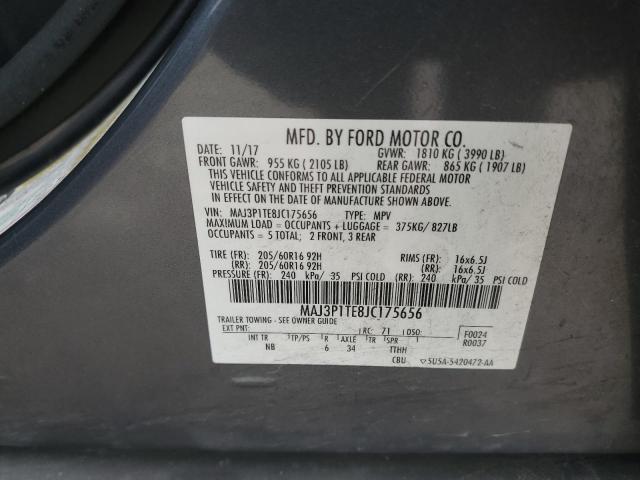 MFD. BY FORD MOTOR CO.
DATE: 11/17 GVWR: 1810 KG ( 3990 LB)
FRONT GAWR: 955 KG ( 2105 LB) REAR GAWR: 865 KG ( 1907 LB)
THIS VEHICLE CONFORMS TO ALL APPLICABLE FEDERAL MOTOR
VEHICLE SAFETY AND THEFT PREVENTION STANDARDS
IN EFFECT ON THE DATE OF MANUFACTURE SHOWN ABOVE
VIN: MAJ3P1TE8JC175656 TYPE: MPV
MAXIMUM LOAD = OCCUPANTS + LUGGAGE = 375KG/ 827LB
OCCUPANTS = 5 TOTAL; 2 FRONT, 3 REAR
TIRE (FR): 205/60R16 92H RIMS (FR): 16x6.5J
(RR): 205/60R16 92H (RR): 16x6.5J
PRESSURE (FR): 240 kPa/ 35 PSI COLD (RR): 240 kPa/ 35 PSI COLD
MAJ3P1TE8JC175656
TRAILER TOWING - SEE OWNER GUIDE
EXT PNT: RC: 71 DSO: F0024
R0037
INT TR TP/PS R AXLE TR SPR
NB 6 34 TTHH
CBU 5U5A-5420472-AA